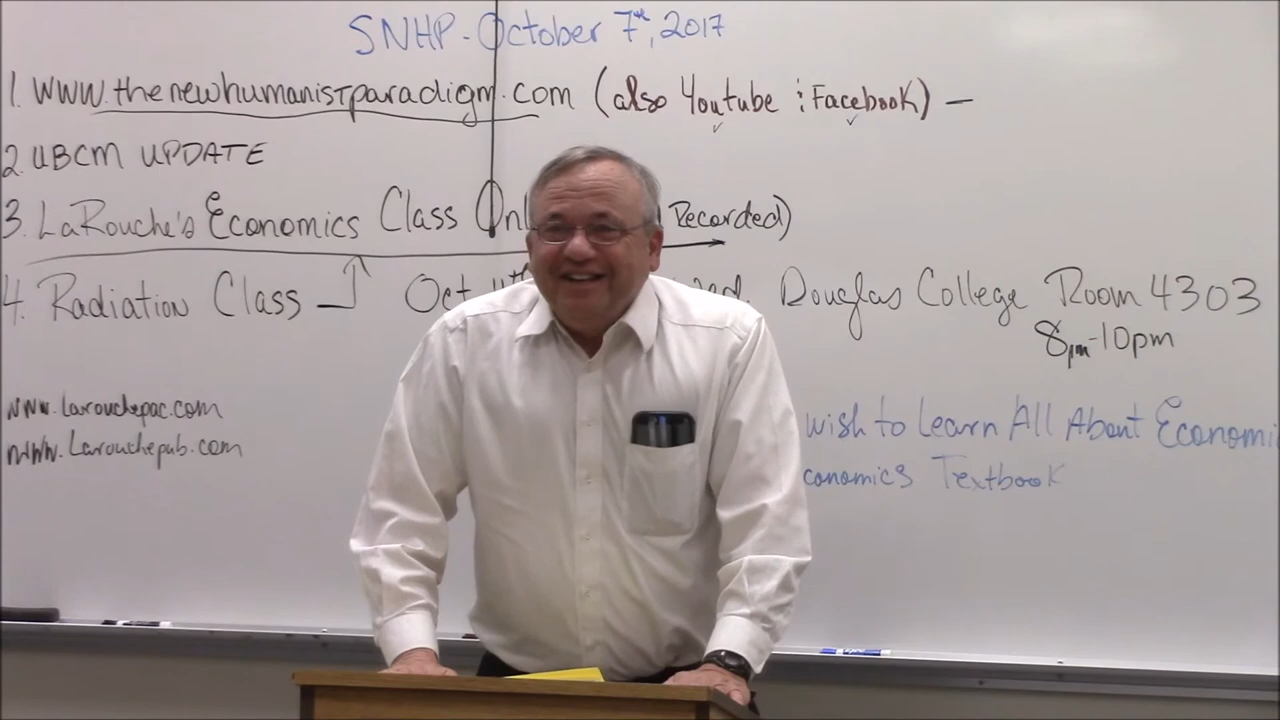 SNHP - October 7th, 2017
1. www.thenewhumanistparadigm.com (also Youtube & Facebook) —
2. UBCM UPDATE
3. LaRouche's Economics Class Recorded)
4. Radiation Class — Oct Douglas College Room 4303
8pm-10pm
www.larouchepac.com
www.larouchepub.com
wish to Learn All About
Textbook